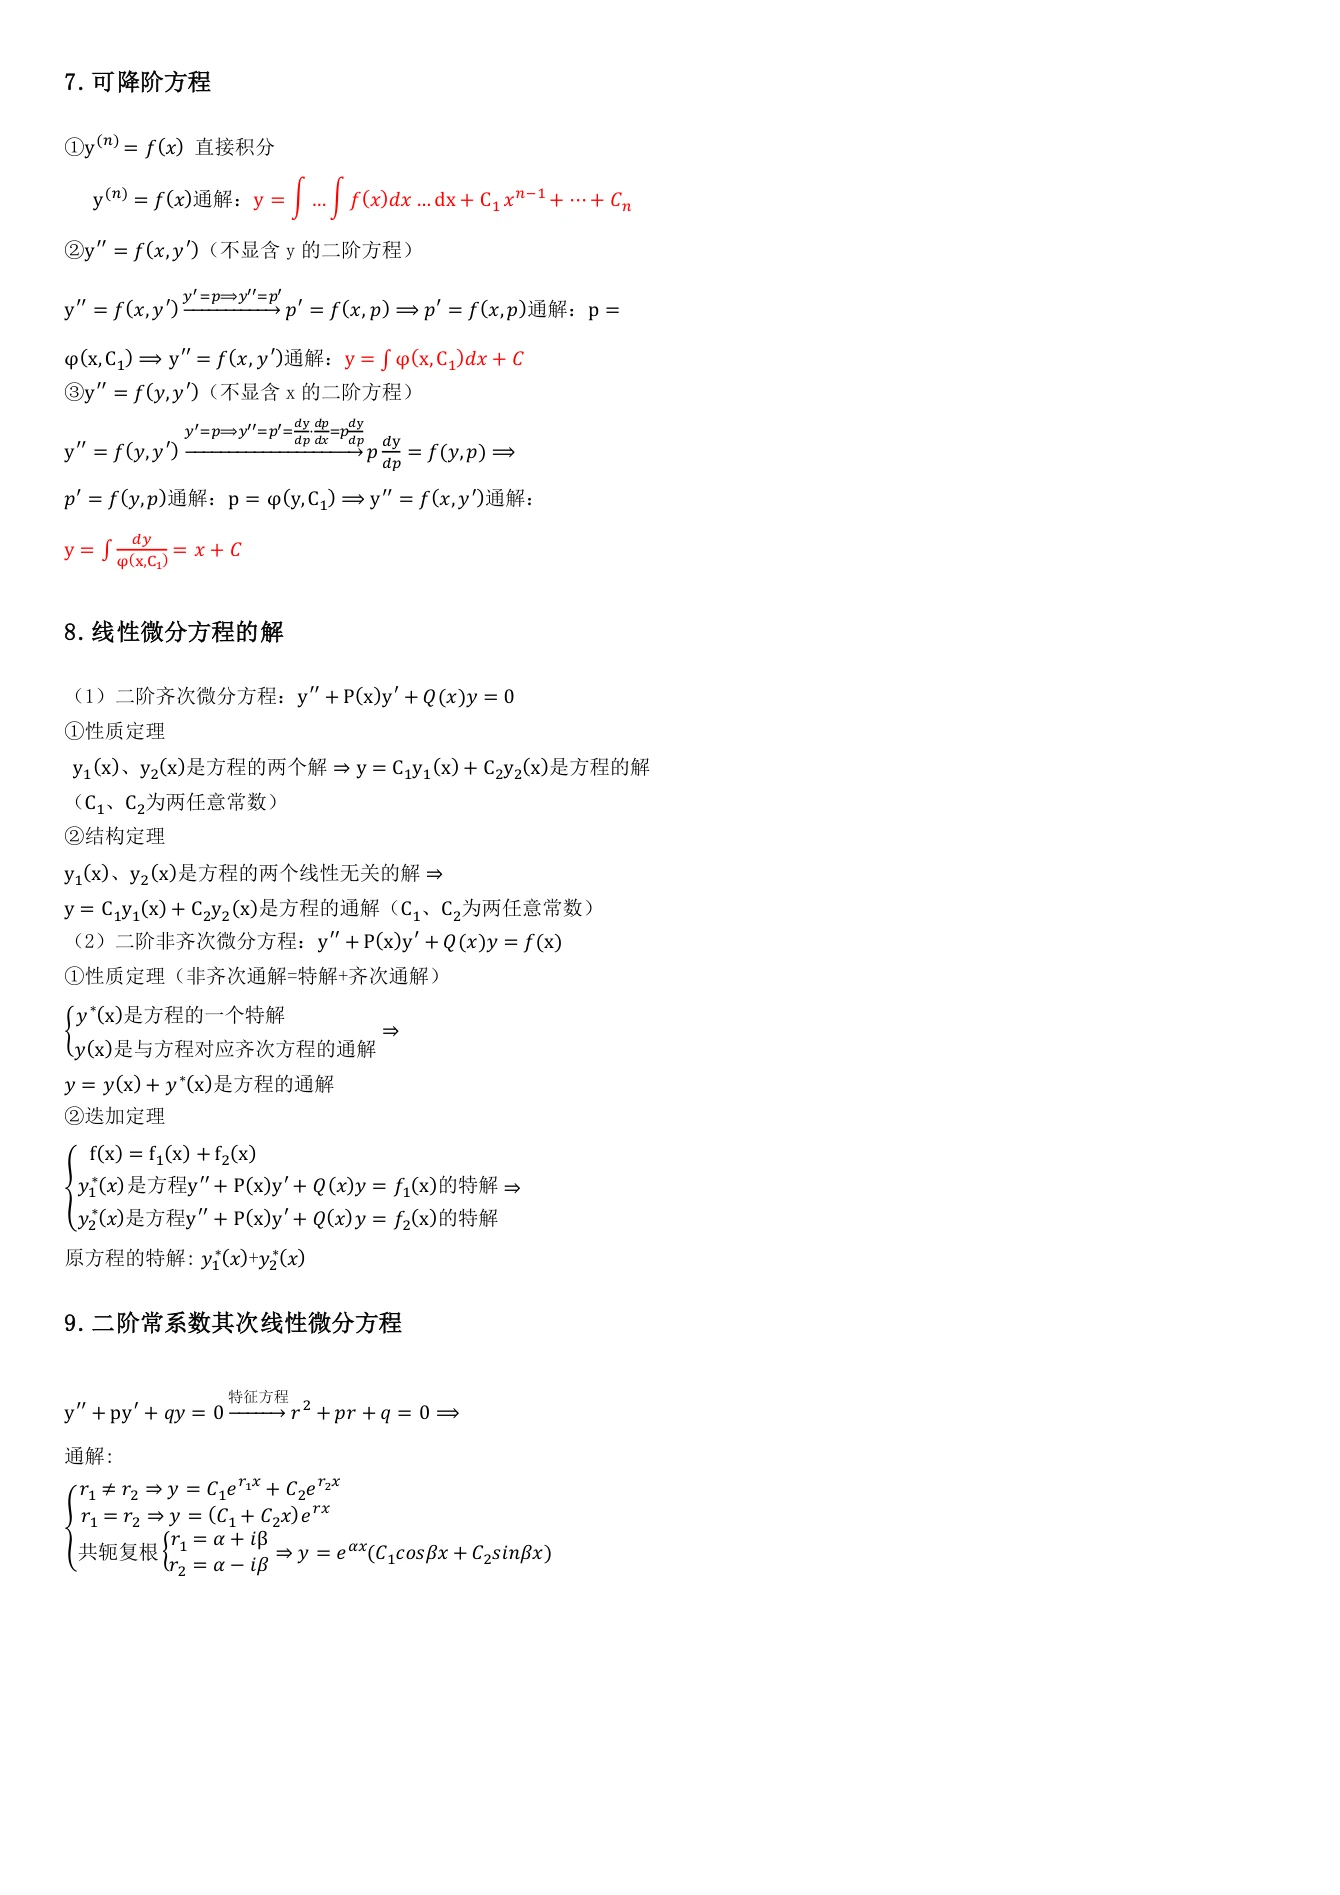 7. 可降阶方程
①y⁽ⁿ⁾ = f(x) 直接积分
y⁽ⁿ⁾ = f(x)通解：y = ∫ … ∫ f(x)dx … dx + C₁xⁿ⁻¹ + ⋯ + Cₙ
②y′′ = f(x, y′)（不显含 y 的二阶方程）
y′′ = f(x, y′) \xrightarrow{y′=p⟹y′′=p′} p′ = f(x, p) ⟹ p′ = f(x, p)通解：p =
φ(x, C₁) ⟹ y′′ = f(x, y′)通解：y = ∫ φ(x, C₁)dx + C
③y′′ = f(y, y′)（不显含 x 的二阶方程）
y′′ = f(y, y′) \xrightarrow{y′=p⟹y′′=p′=\frac{dy}{dp}·\frac{dp}{dx}=p\frac{dy}{dp}} p \frac{dy}{dp} = f(y, p) ⟹
p′ = f(y, p)通解：p = φ(y, C₁) ⟹ y′′ = f(x, y′)通解：
y = ∫ \frac{dy}{φ(x,C₁)} = x + C
8. 线性微分方程的解
（1）二阶齐次微分方程：y′′ + P(x)y′ + Q(x)y = 0
①性质定理
y₁(x)、y₂(x)是方程的两个解 ⇒ y = C₁y₁(x) + C₂y₂(x)是方程的解
（C₁、C₂为两任意常数）
②结构定理
y₁(x)、y₂(x)是方程的两个线性无关的解 ⇒
y = C₁y₁(x) + C₂y₂(x)是方程的通解（C₁、C₂为两任意常数）
（2）二阶非齐次微分方程：y′′ + P(x)y′ + Q(x)y = f(x)
①性质定理（非齐次通解=特解+齐次通解）
{ y*(x)是方程的一个特解
y(x)是与方程对应齐次方程的通解 ⇒
y = y(x) + y*(x)是方程的通解
②迭加定理
{ f(x) = f₁(x) + f₂(x)
y₁*(x)是方程y′′ + P(x)y′ + Q(x)y = f₁(x)的特解 ⇒
y₂*(x)是方程y′′ + P(x)y′ + Q(x)y = f₂(x)的特解
原方程的特解: y₁*(x)+y₂*(x)
9. 二阶常系数其次线性微分方程
y′′ + py′ + qy = 0 \xrightarrow{特征方程} r² + pr + q = 0 ⟹
通解:
{ r₁ ≠ r₂ ⇒ y = C₁e^{r₁x} + C₂e^{r₂x}
r₁ = r₂ ⇒ y = (C₁ + C₂x)e^{rx}
共轭复根 { r₁ = α + iβ
r₂ = α − iβ ⇒ y = e^{αx}(C₁cosβx + C₂sinβx)